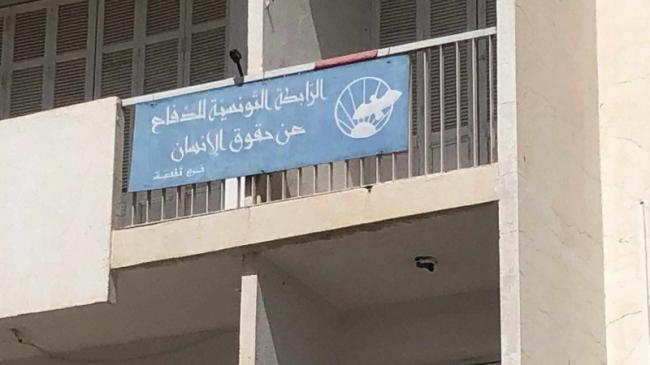 الرابطة التونسية للدفاع
عن حقوق الإنسان
فرع قفصة